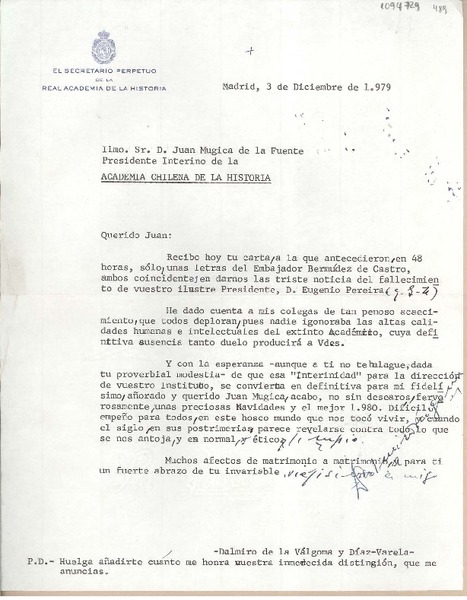 1094729 489
EL SECRETARIO PERPETUO
DE LA
REAL ACADEMIA DE LA HISTORIA
Madrid, 3 de Diciembre de 1.979
Ilmo. Sr. D. Juan Mugica de la Fuente
Presidente Interino de la
ACADEMIA CHILENA DE LA HISTORIA
Querido Juan:
Recibo hoy tu carta,a la que antecedieron,en 48
horas, sólo,unas letras del Embajador Bermúdez de Castro,
ambos coincidente,en darnos las triste noticia del fallecimien
to de vuestro ilustre Presidente, D. Eugenio Pereira
He dado cuenta a mis colegas de tan penoso acaeci-
miento,que todos deploran,pues nadie ignoraba las altas cali
dades humanas e intelectuales del extinto Académico, cuya defi
nitiva ausencia tanto duelo producirá a Vdes.
Y con la esperanza -aunque a ti no tehalague,dada
tu proverbial modestia- de que esa "Interinidad" para la dirección
de vuestro Instituto, se convierta en definitiva para mi fidelí
simo,añorado y querido Juan Mugica,acabo, no sin desearos,ferve
rosamente,unas preciosas Navidades y el mejor 1.980. Difícil
empeño para todos,en este hosco mundo que nos tocó vivir, cuando
el siglo,en sus postrimerías parece revelarse contra todo lo que
se nos antoja,y en normal, ético
Muchos afectos de matrimonio a matrimonio, para ti
un fuerte abrazo de tu invariable
-Dalmiro de la Válgoma y Díaz-Varela-
P.D.- Huelga añadirte cuánto me honra vuestra inmerecida distinción, que me
anuncias.